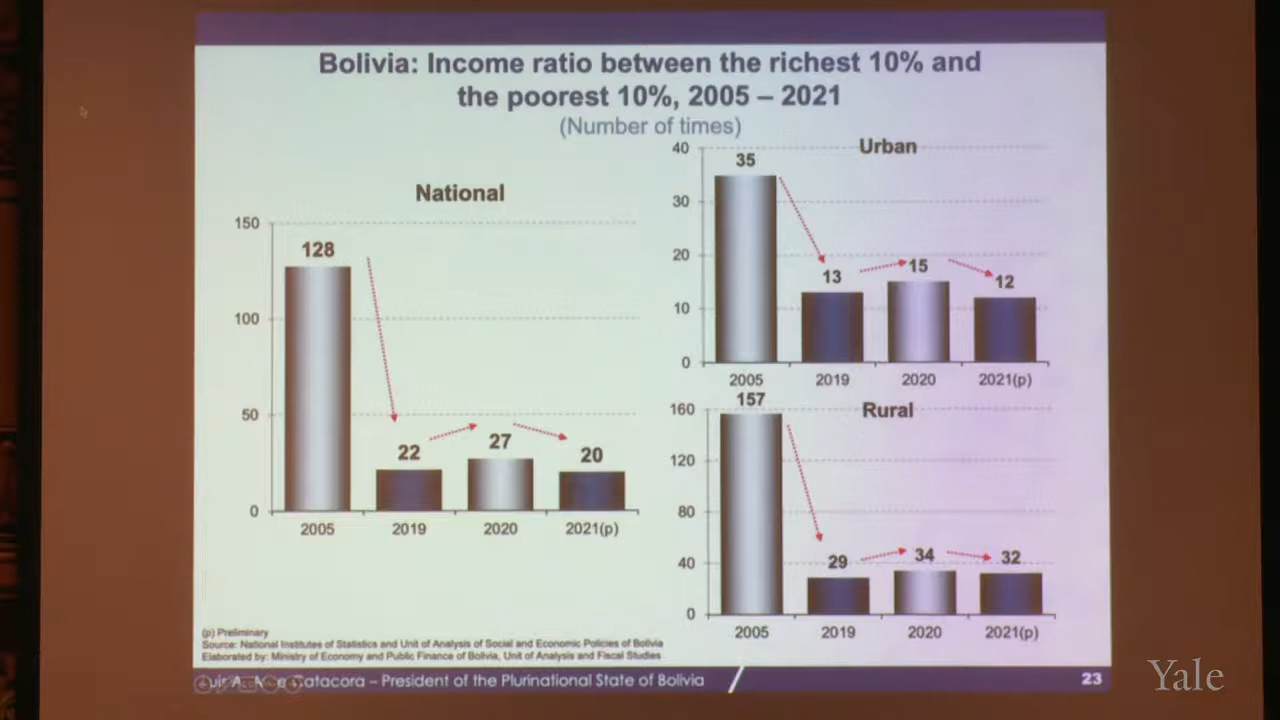 Bolivia: Income ratio between the richest 10% and
the poorest 10%, 2005 – 2021
(Number of times)
National
150
100
50
0
128
22
27
20
2005
2019
2020
2021(p)
Urban
40
30
20
10
0
35
13
15
12
2005
2019
2020
2021(p)
Rural
160
120
80
40
0
157
29
34
32
2005
2019
2020
2021(p)
(p) Preliminary
Source: National Institutes of Statistics and Unit of Analysis of Social and Economic Policies of Bolivia
Elaborated by: Ministry of Economy and Public Finance of Bolivia, Unit of Analysis and Fiscal Studies
Catacora – President of the Plurinational State of Bolivia
23
Yale